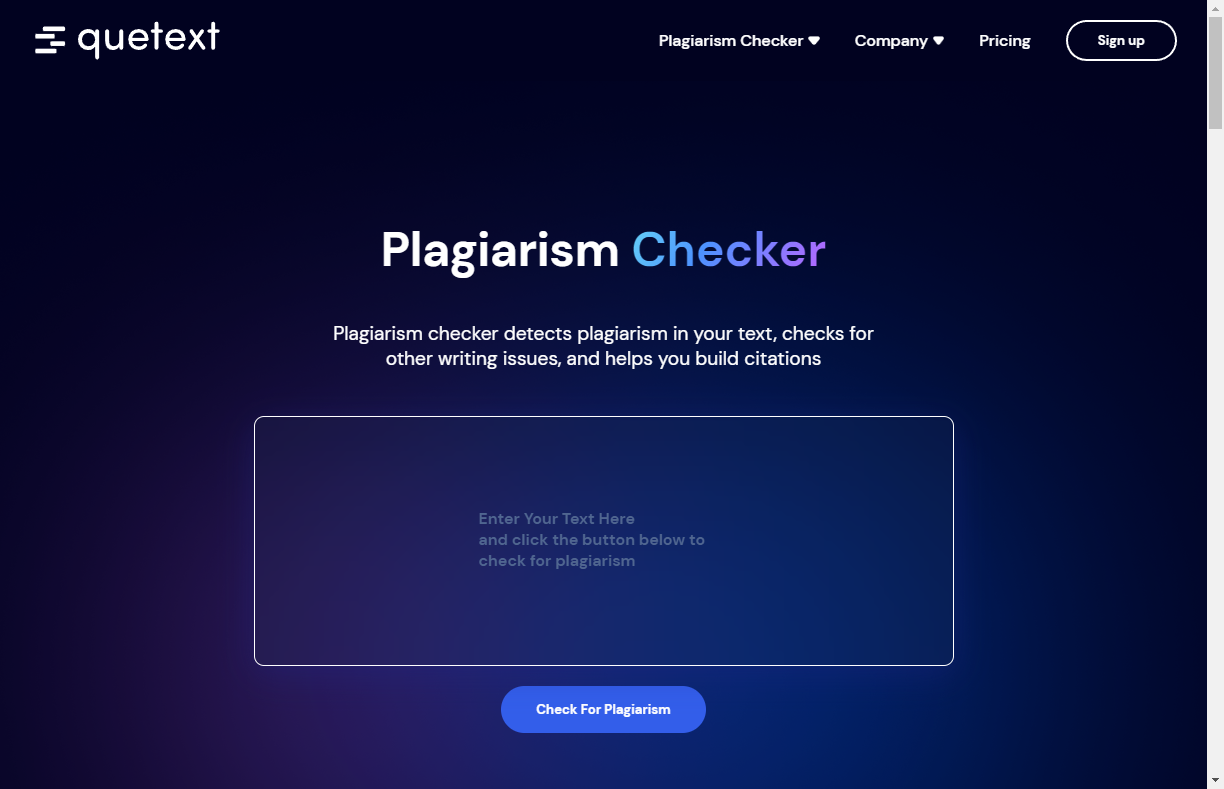 quetext
Plagiarism Checker
Company
Pricing
Sign up
Plagiarism Checker
Plagiarism checker detects plagiarism in your text, checks for
other writing issues, and helps you build citations
Enter Your Text Here
and click the button below to
check for plagiarism
Check For Plagiarism